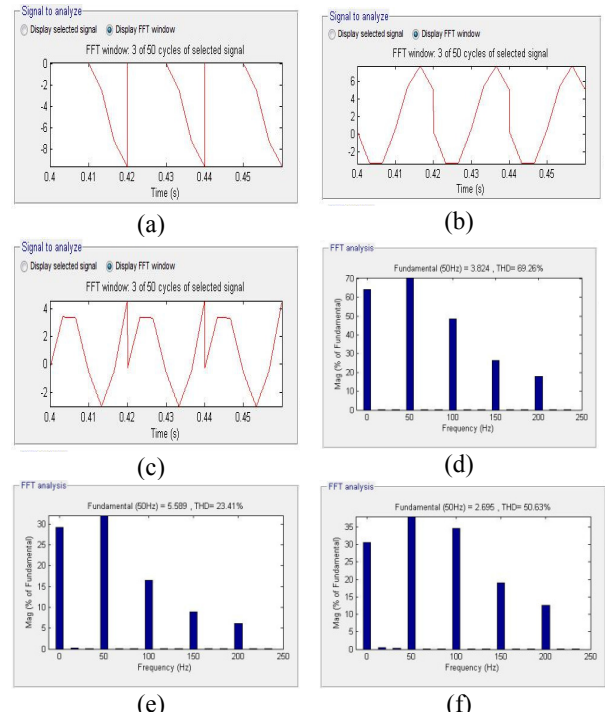 Signal to analyze
Display selected signal Display FFT window
FFT window: 3 of 50 cycles of selected signal
0
-2
-4
-6
-8
0.4 0.41 0.42 0.43 0.44 0.45
Time (s)
(a)
Signal to analyze
Display selected signal Display FFT window
FFT window: 3 of 50 cycles of selected signal
6
4
2
0
-2
0.4 0.41 0.42 0.43 0.44 0.45
Time (s)
(b)
Signal to analyze
Display selected signal Display FFT window
FFT window: 3 of 50 cycles of selected signal
4
2
0
-2
0.4 0.41 0.42 0.43 0.44 0.45
Time (s)
(c)
FFT analysis
Fundamental (50Hz) = 3.824 , THD= 69.26%
Mag (% of Fundamental)
70
60
50
40
30
20
10
0
0 50 100 150 200 250
Frequency (Hz)
(d)
FFT analysis
Fundamental (50Hz) = 5.589 , THD= 23.41%
Mag (% of Fundamental)
30
25
20
15
10
5
0
0 50 100 150 200 250
Frequency (Hz)
(e)
FFT analysis
Fundamental (50Hz) = 2.695 , THD= 50.63%
Mag (% of Fundamental)
35
30
25
20
15
10
5
0
0 50 100 150 200 250
Frequency (Hz)
(f)